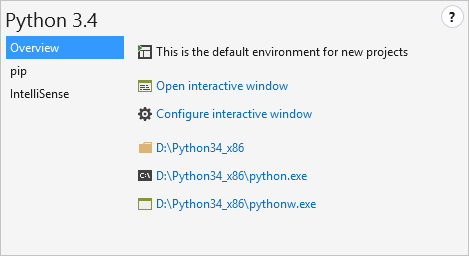 Python 3.4
?
Overview
pip
IntelliSense
This is the default environment for new projects
Open interactive window
Configure interactive window
D:\Python34_x86
C:\
D:\Python34_x86\python.exe
D:\Python34_x86\pythonw.exe